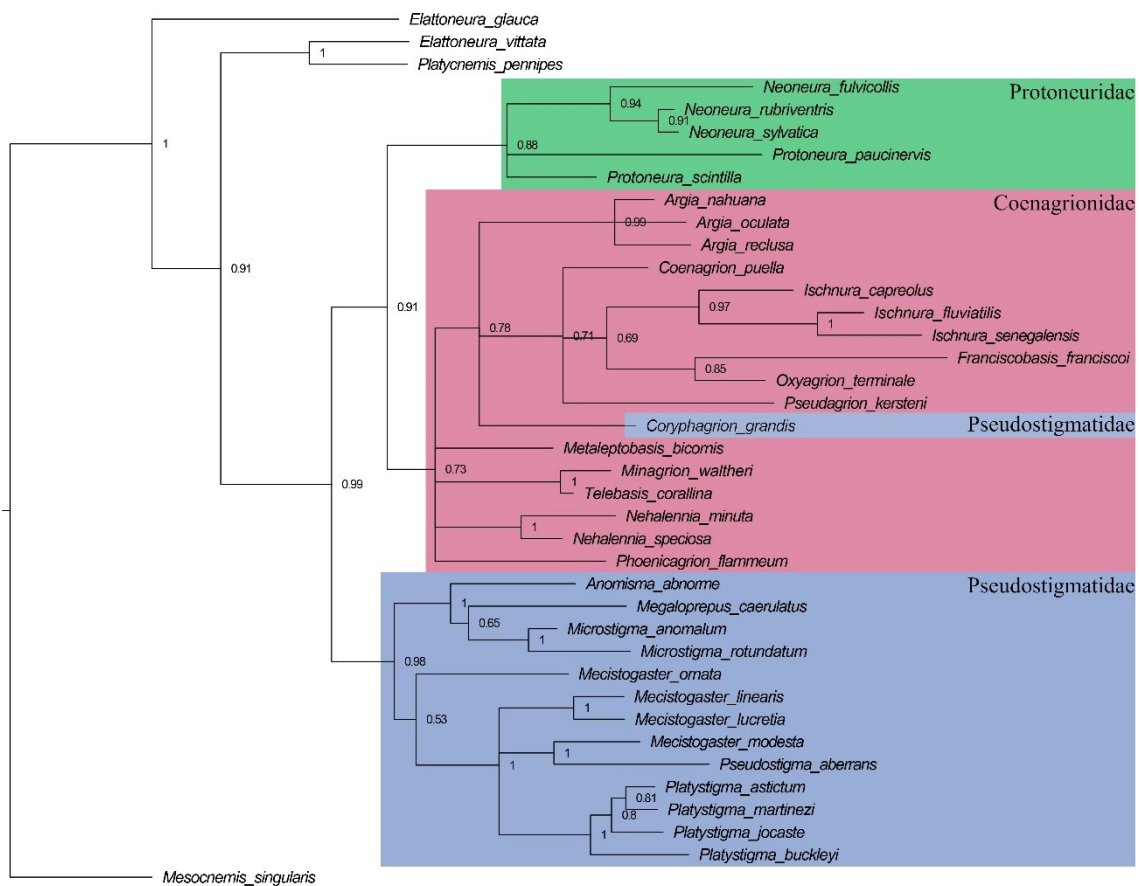 Elattoneura_glauca
Elattoneura_vittata
1
Platycnemis_pennipes
Protoneuridae
Neoneura_fulvicollis
0.94
Neoneura_rubriventris
0.91
Neoneura_sylvatica
1
0.88
Protoneura_paucinervis
Protoneura_scintilla
Coenagrionidae
Argia_nahuana
0.99
Argia_oculata
Argia_reclusa
Coenagrion_puella
0.91
Ischnura_capreolus
0.97
Ischnura_fluviatilis
1
0.91
0.78
0.71
0.69
Ischnura_senegalensis
Franciscobasis_franciscoi
0.85
Oxyagrion_terminale
Pseudagrion_kersteni
Coryphagrion_grandis
Pseudostigmatidae
Metaleptobasis_bicornis
0.73
Minagrion_waltheri
1
0.99
Telebasis_corallina
Nehalennia_minuta
1
Nehalennia_speciosa
Phoenicagrion_flammeum
Pseudostigmatidae
Anomisma_abnorme
1
Megaloprepus_caerulatus
0.65
Microstigma_anomalum
1
Microstigma_rotundatum
0.98
Mecistogaster_ornata
Mecistogaster_linearis
1
0.53
Mecistogaster_lucretia
Mecistogaster_modesta
1
1
Pseudostigma_aberrans
Platystigma_astictum
0.81
Platystigma_martinezi
0.8
Platystigma_jocaste
1
Platystigma_buckleyi
Mesocnemis_singularis